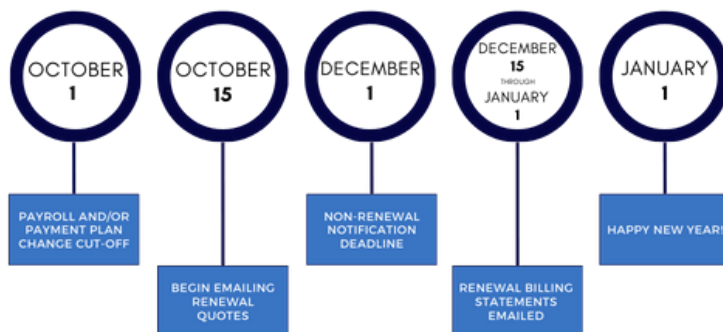 OCTOBER
1
OCTOBER
15
DECEMBER
1
DECEMBER
15
THROUGH
JANUARY
1
JANUARY
1
PAYROLL AND/OR
PAYMENT PLAN
CHANGE CUT-OFF
BEGIN EMAILING
RENEWAL
QUOTES
NON-RENEWAL
NOTIFICATION
DEADLINE
RENEWAL BILLING
STATEMENTS
EMAILED
HAPPY NEW YEAR!